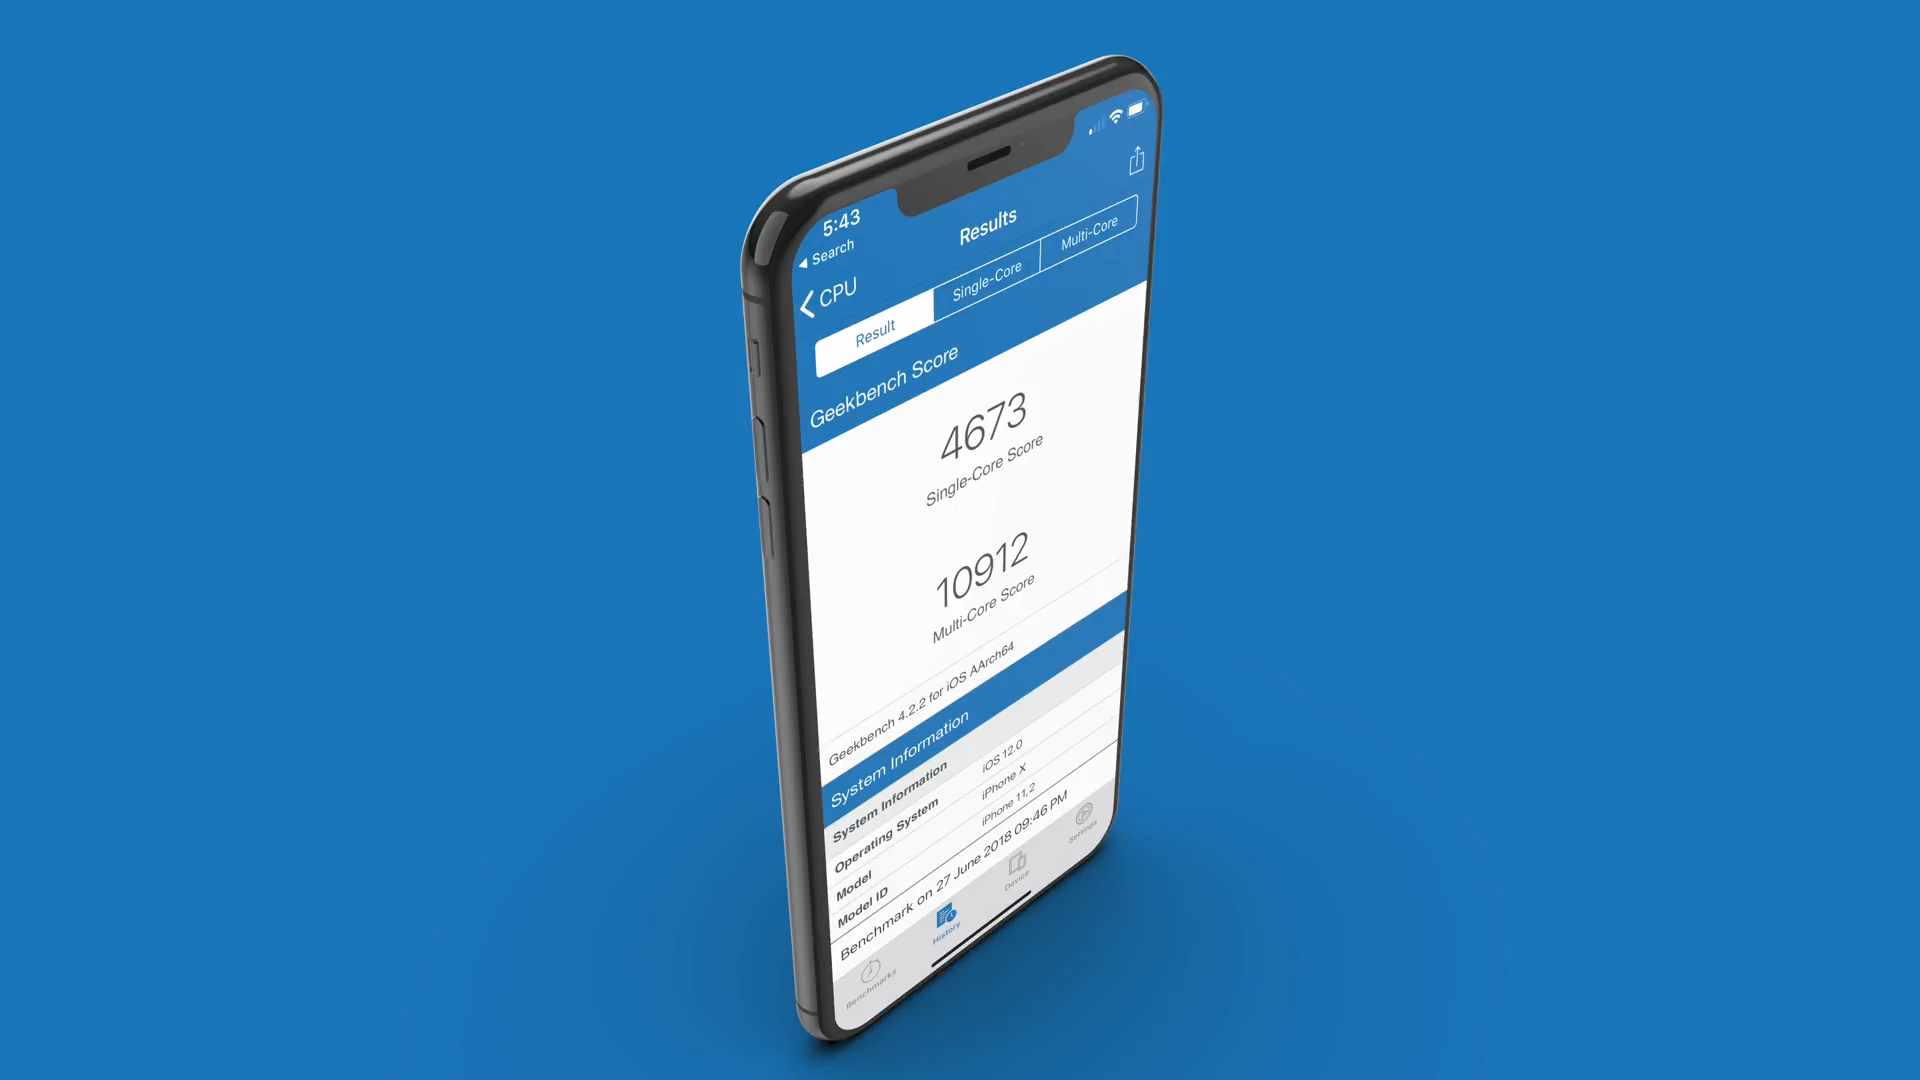 5:43
◀ Search
CPU
Results
Result
Single-Core
Multi-Core
Geekbench Score
4673
Single-Core Score
10912
Multi-Core Score
Geekbench 4.2.2 for iOS AArch64
System Information
System Information
Operating System iOS 12.0
Model iPhone X
Model ID iPhone 11,2
Benchmark on 27 June 2018 09:46 PM
Benchmarks
History
Device
Settings